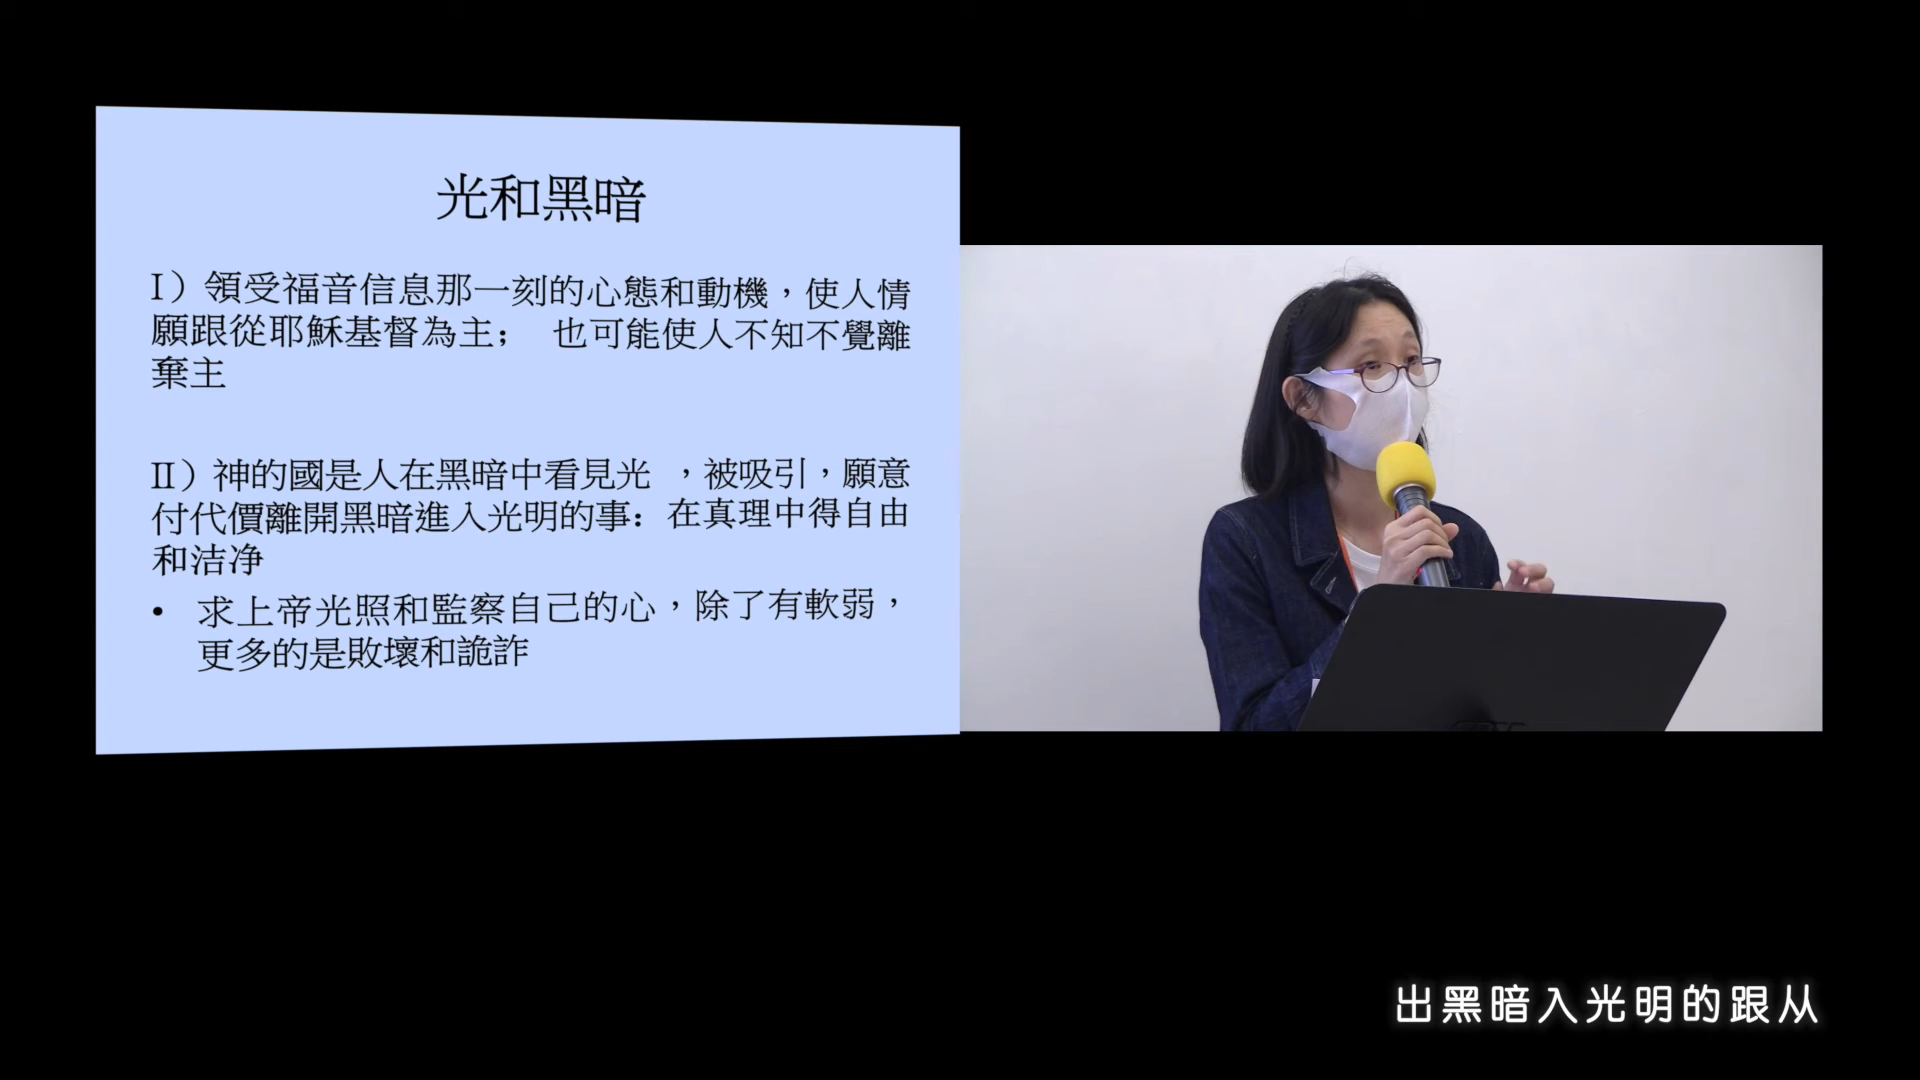 光和黑暗
I）領受福音信息那一刻的心態和動機，使人情
願跟從耶穌基督為主； 也可能使人不知不覺離
棄主
II）神的國是人在黑暗中看見光 ，被吸引，願意
付代價離開黑暗進入光明的事：在真理中得自由
和洁净
• 求上帝光照和監察自己的心，除了有軟弱，
更多的是敗壞和詭詐
出黑暗入光明的跟从